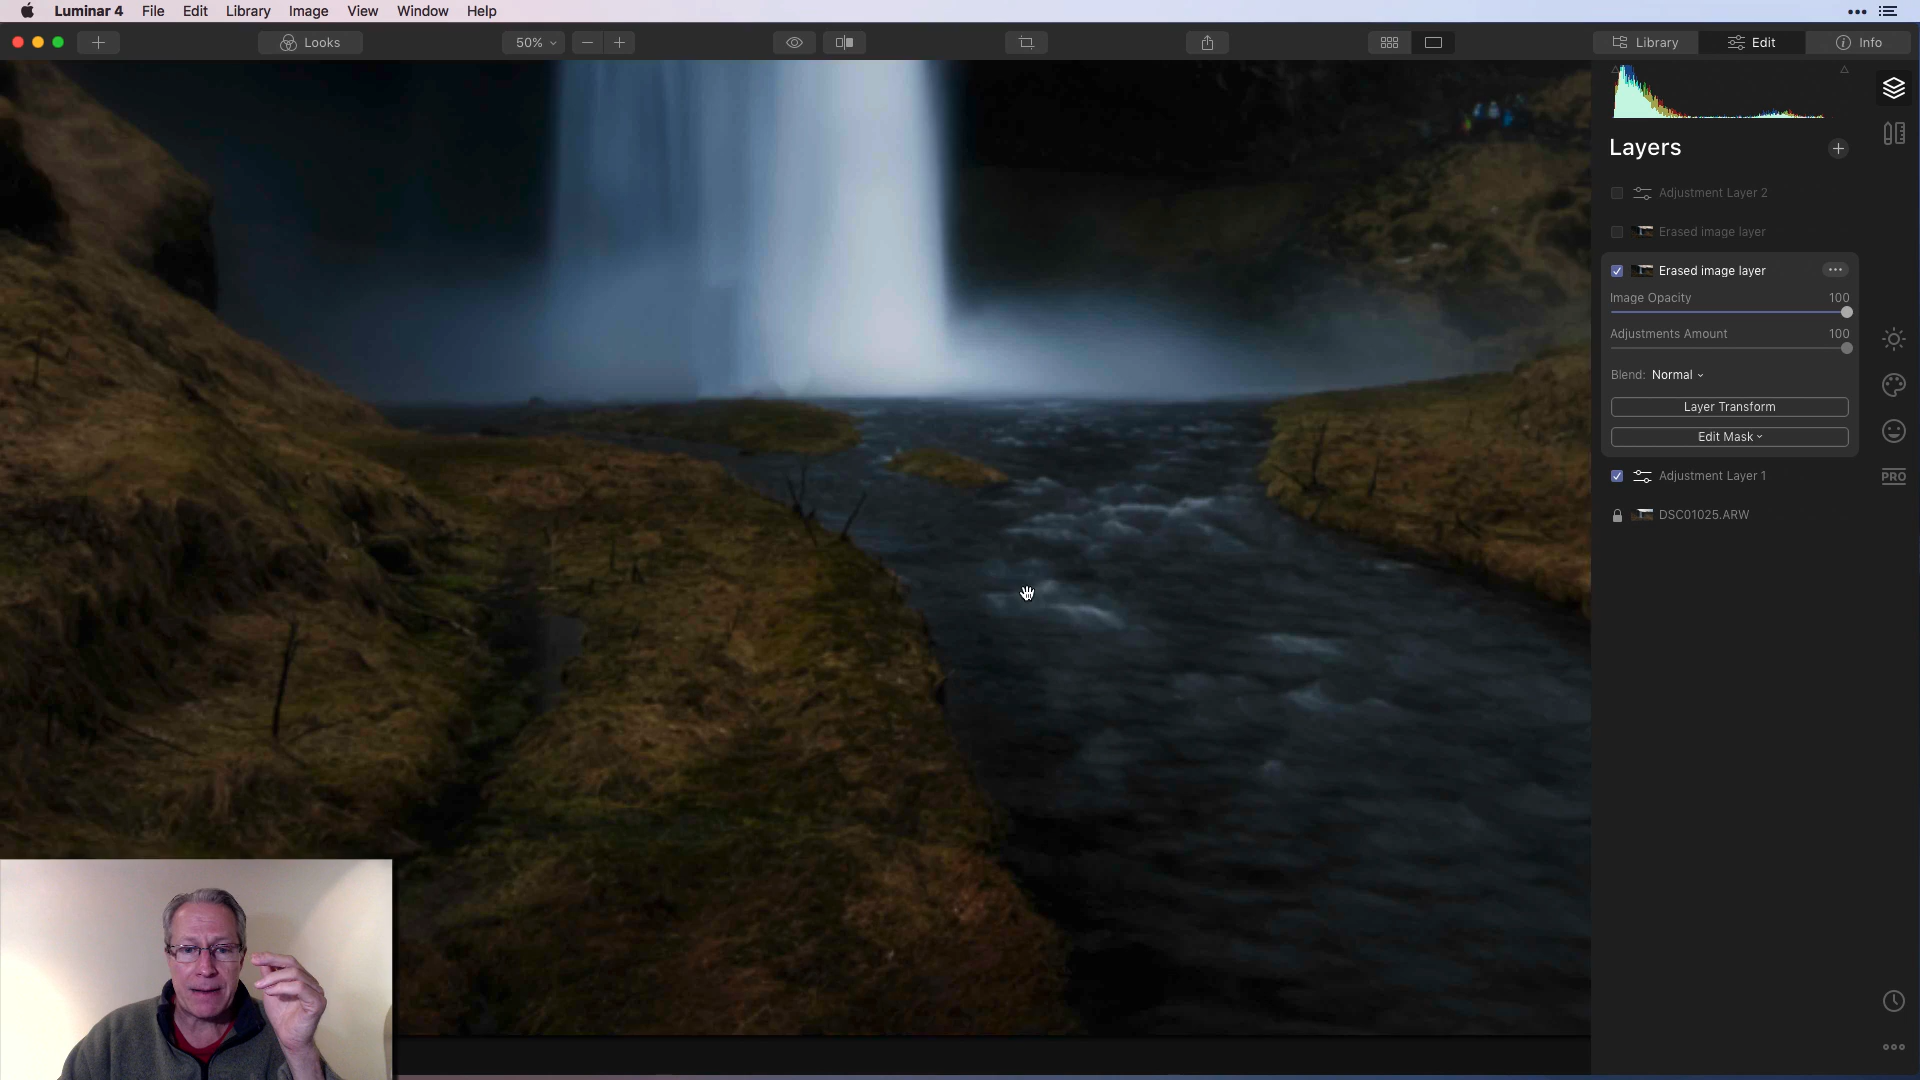 Luminar 4 File Edit Library Image View Window Help
Looks 50% Library Edit Info
Layers
Adjustment Layer 2
Erased image layer
Erased image layer
Image Opacity 100
Adjustments Amount 100
Blend: Normal
Layer Transform
Edit Mask
Adjustment Layer 1
PRO
DSC01025.ARW